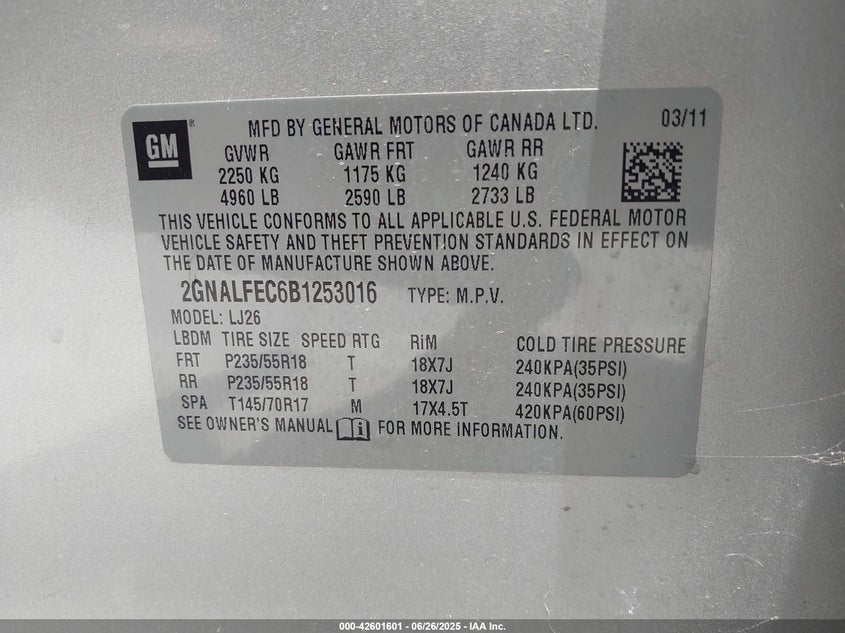 GM ® MFD BY GENERAL MOTORS OF CANADA LTD. 03/11
GVWR GAWR FRT GAWR RR
2250 KG 1175 KG 1240 KG
4960 LB 2590 LB 2733 LB
THIS VEHICLE CONFORMS TO ALL APPLICABLE U.S. FEDERAL MOTOR
VEHICLE SAFETY AND THEFT PREVENTION STANDARDS IN EFFECT ON
THE DATE OF MANUFACTURE SHOWN ABOVE.
2GNALFEC6B1253016 TYPE: M.P.V.
MODEL: LJ26
LBDM TIRE SIZE SPEED RTG RiM COLD TIRE PRESSURE
FRT P235/55R18 T 18X7J 240KPA(35PSI)
RR P235/55R18 T 18X7J 240KPA(35PSI)
SPA T145/70R17 M 17X4.5T 420KPA(60PSI)
SEE OWNER'S MANUAL i FOR MORE INFORMATION.
000-42601601 - 06/26/2025 - IAA Inc.